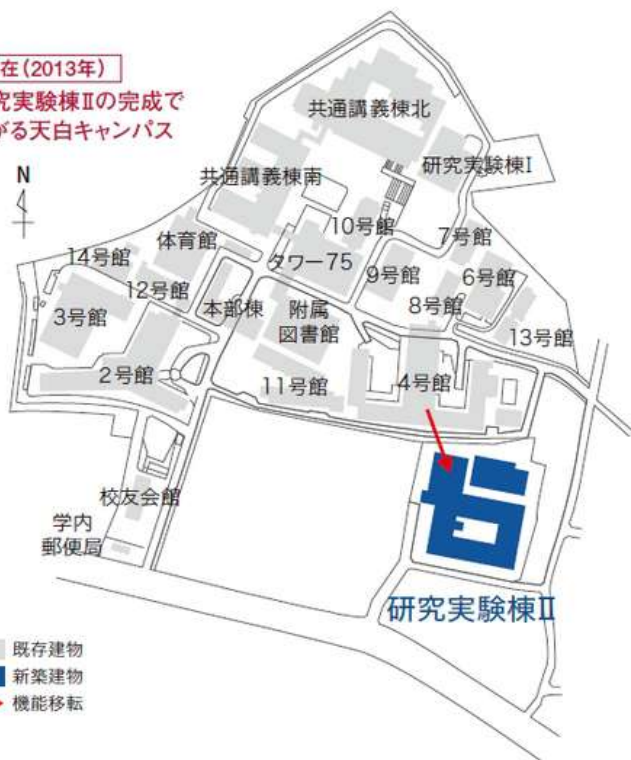 在(2013年)
究実験棟Ⅱの完成で
がる天白キャンパス
N
共通講義棟北
研究実験棟Ⅰ
共通講義棟南
10号館
7号館
体育館
14号館
タワー75
9号館
6号館
12号館
8号館
3号館
本部棟
附属
図書館
13号館
2号館
11号館
4号館
校友会館
学内
郵便局
研究実験棟Ⅱ
既存建物
新築建物
機能移転